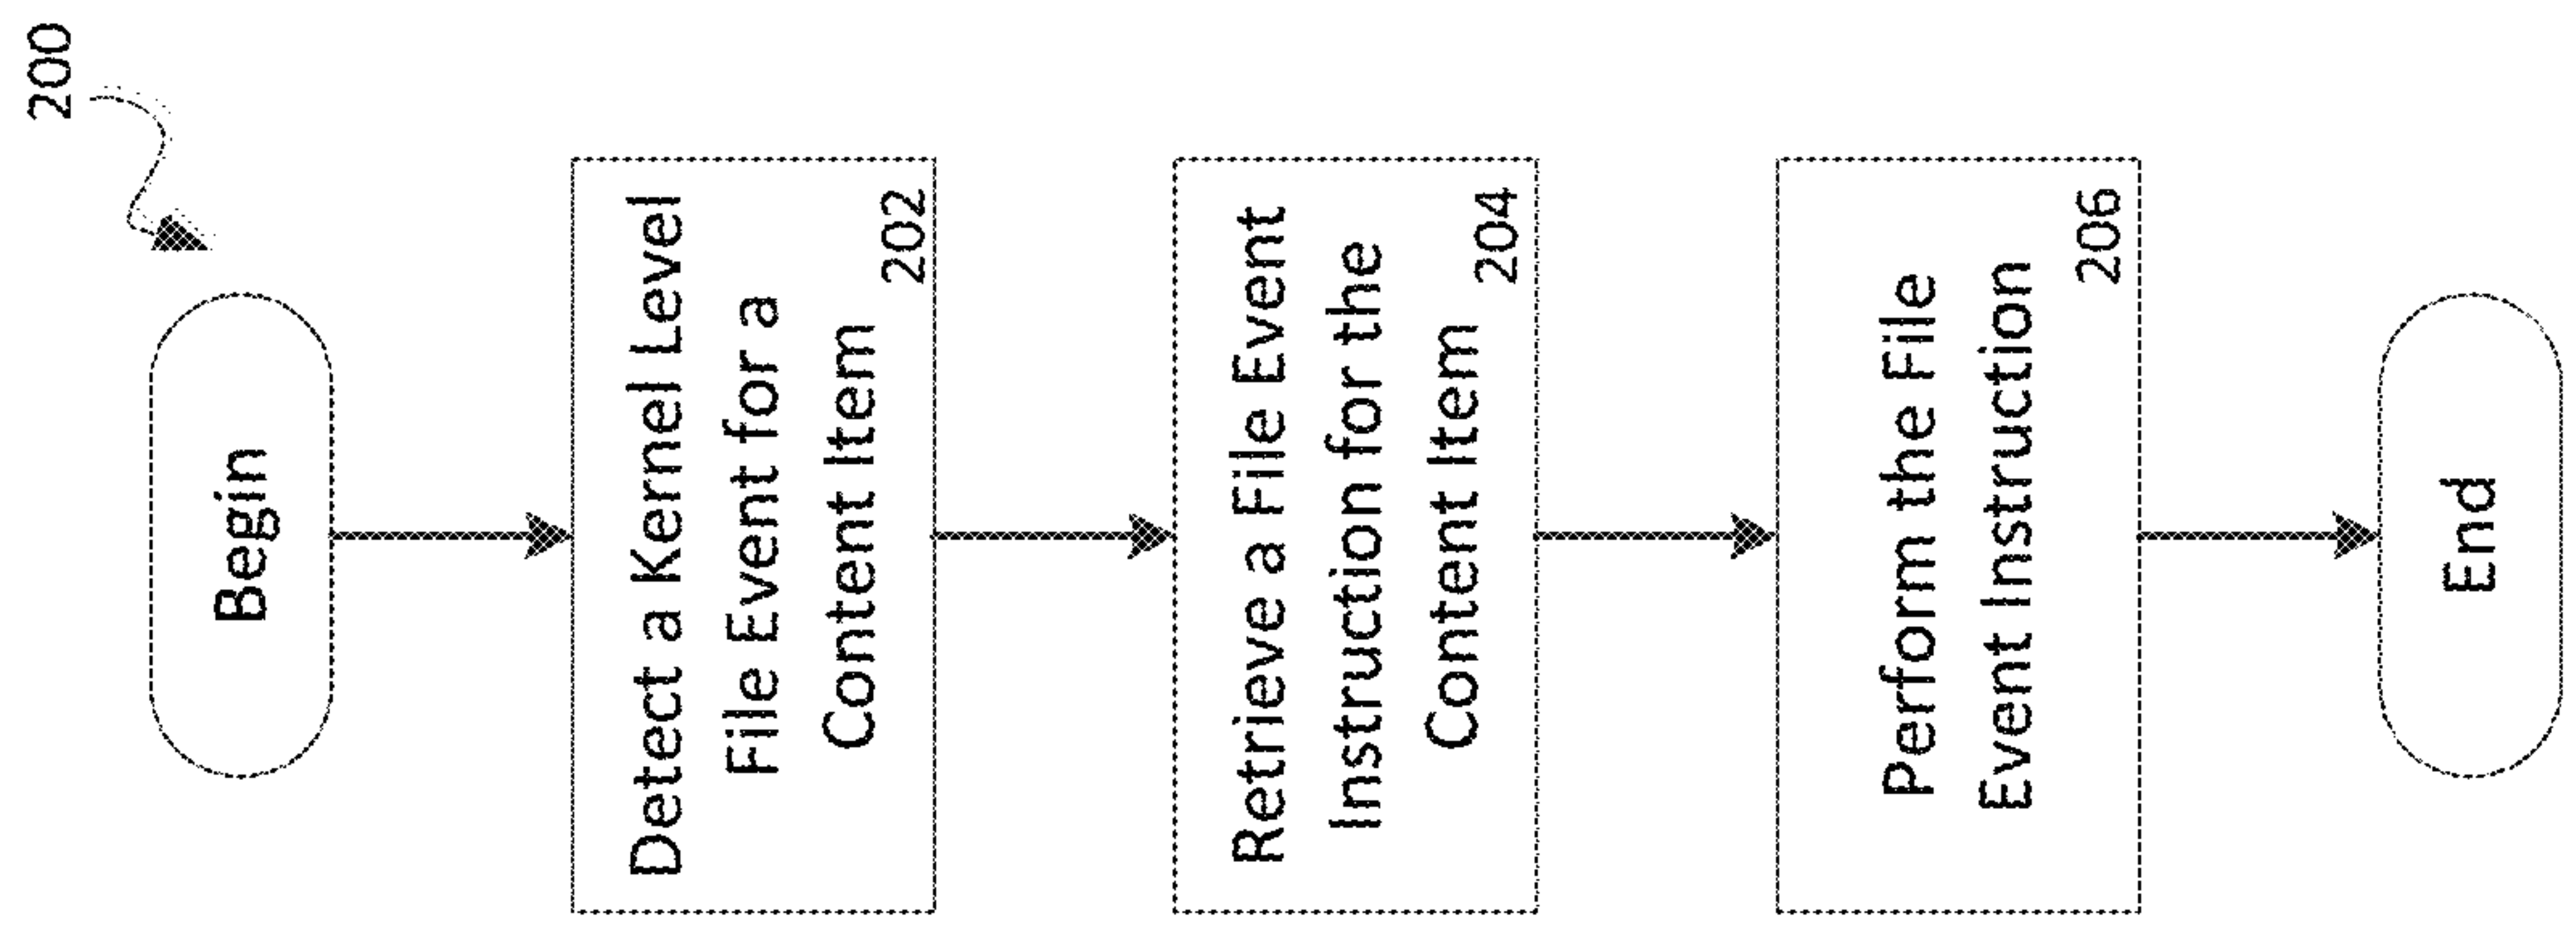 200
Begin
Detect a Kernel Level
File Event for a
Content Item
202
Retrieve a File Event
Instruction for the
Content Item
204
Perform the File
Event Instruction
206
End